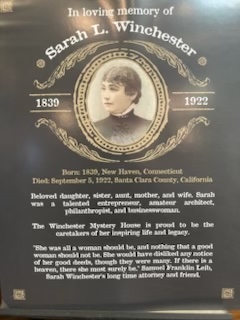 In loving memory of
Sarah L. Winchester
1839
1922
Born: 1839, New Haven, Connecticut
Died: September 5, 1922, Santa Clara County, California
Beloved daughter, sister, aunt, mother, and wife. Sarah
was a talented entrepreneur, amateur architect,
philanthropist, and businesswoman.
The Winchester Mystery House is proud to be the
caretakers of her inspiring life and legacy.
"She was all a woman should be, and nothing that a good
woman should not be. She would have disliked any notice
of her good deeds, though they were many. If there is a
heaven, there she must surely be." Samuel Franklin Leib,
Sarah Winchester's long time attorney and friend.